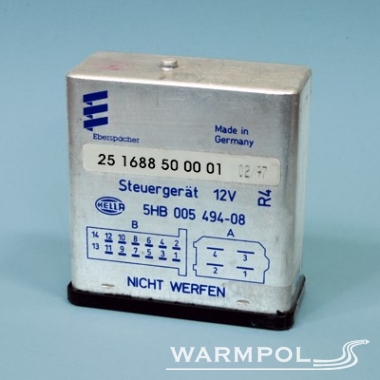 Eberspächer
Made in
Germany
25 1688 50 00 01
02/77
Steuergerät 12V
R4
HELLA
5HB 005 494-08
B
A
14 12 10 8 6 4 2
13 11 9 7 5 3 1
4 3
2 1
NICHT WERFEN
WARMPOL